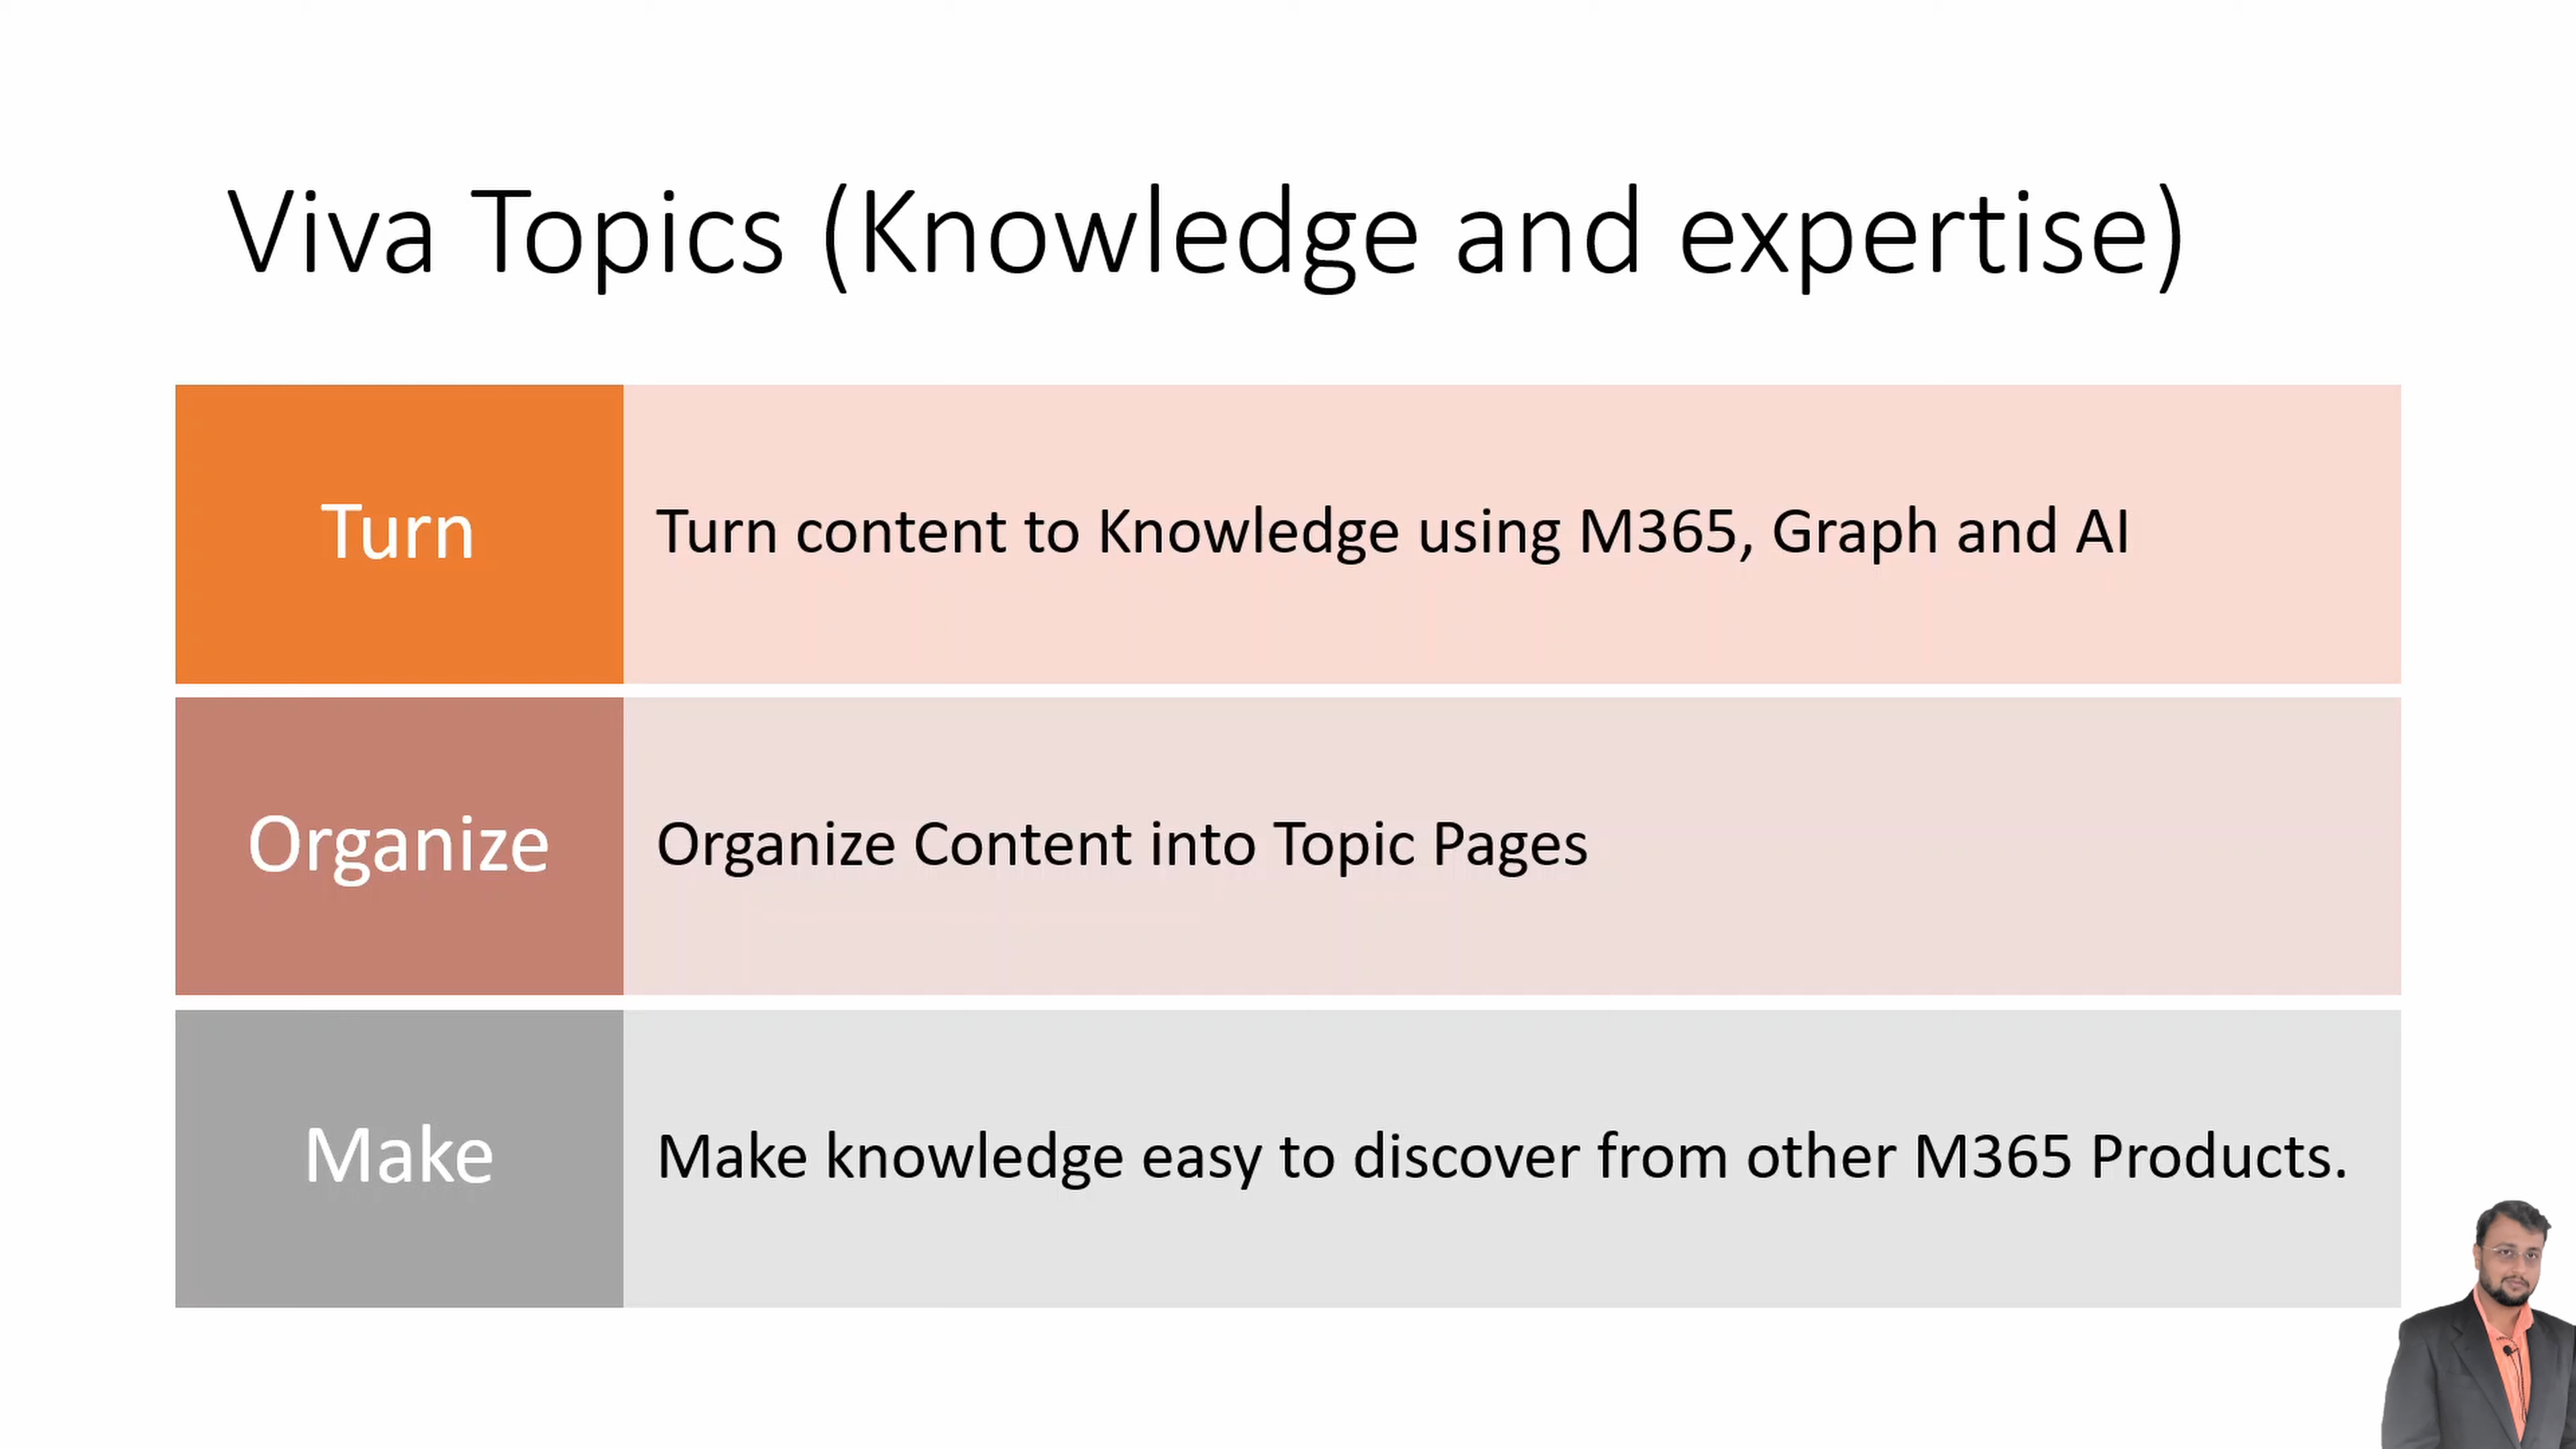 Viva Topics (Knowledge and expertise)
Turn
Turn content to Knowledge using M365, Graph and AI
Organize
Organize Content into Topic Pages
Make
Make knowledge easy to discover from other M365 Products.